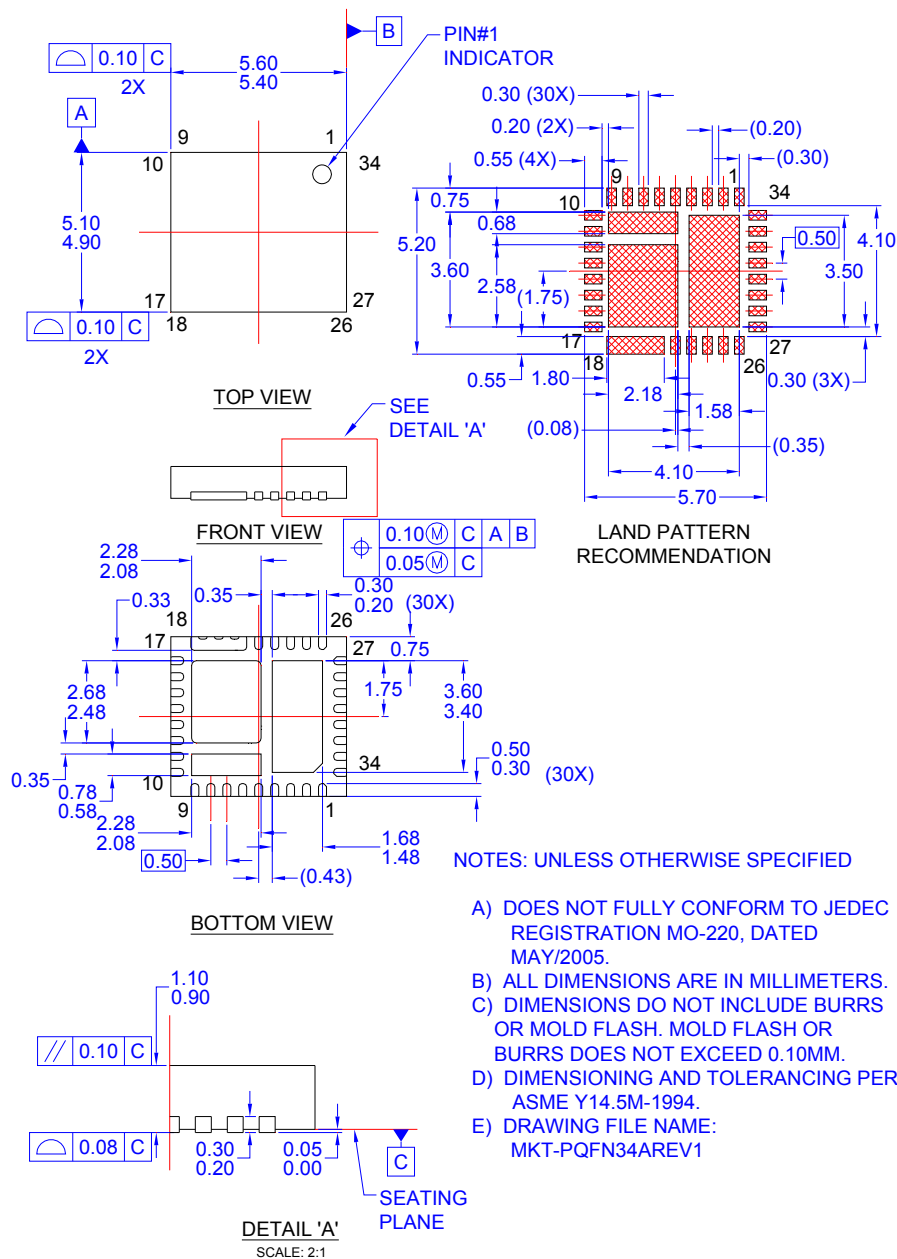 B
PIN#1
INDICATOR
0.10 C
2X
5.60
5.40
A
9
1
10
34
5.10
4.90
17
27
18
26
0.10 C
2X
TOP VIEW
0.30 (30X)
0.20 (2X)
(0.20)
0.55 (4X)
(0.30)
9
1
10
34
0.75
0.68
5.20
3.60
2.58
(1.75)
0.50
4.10
3.50
17
18
27
26
0.55
1.80
0.30 (3X)
2.18
1.58
(0.08)
(0.35)
4.10
5.70
LAND PATTERN
RECOMMENDATION
SEE
DETAIL 'A'
FRONT VIEW
0.10Ⓜ C A B
0.05Ⓜ C
2.28
2.08
0.35
0.30
0.20
(30X)
0.33
18
26
17
27
0.75
1.75
2.68
2.48
3.60
3.40
0.35
10
34
0.50
0.30
(30X)
0.78
0.58
9
1
2.28
2.08
1.68
1.48
0.50
(0.43)
BOTTOM VIEW
NOTES: UNLESS OTHERWISE SPECIFIED
A) DOES NOT FULLY CONFORM TO JEDEC
REGISTRATION MO-220, DATED
MAY/2005.
B) ALL DIMENSIONS ARE IN MILLIMETERS.
C) DIMENSIONS DO NOT INCLUDE BURRS
OR MOLD FLASH. MOLD FLASH OR
BURRS DOES NOT EXCEED 0.10MM.
D) DIMENSIONING AND TOLERANCING PER
ASME Y14.5M-1994.
E) DRAWING FILE NAME:
MKT-PQFN34AREV1
1.10
0.90
// 0.10 C
0.08 C
0.30
0.20
0.05
0.00
C
SEATING
PLANE
DETAIL 'A'
SCALE: 2:1